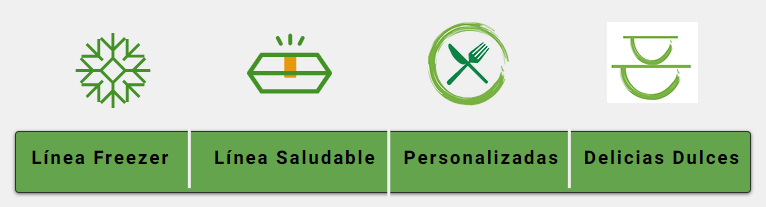 Línea Freezer
Línea Saludable
Personalizadas
Delicias Dulces